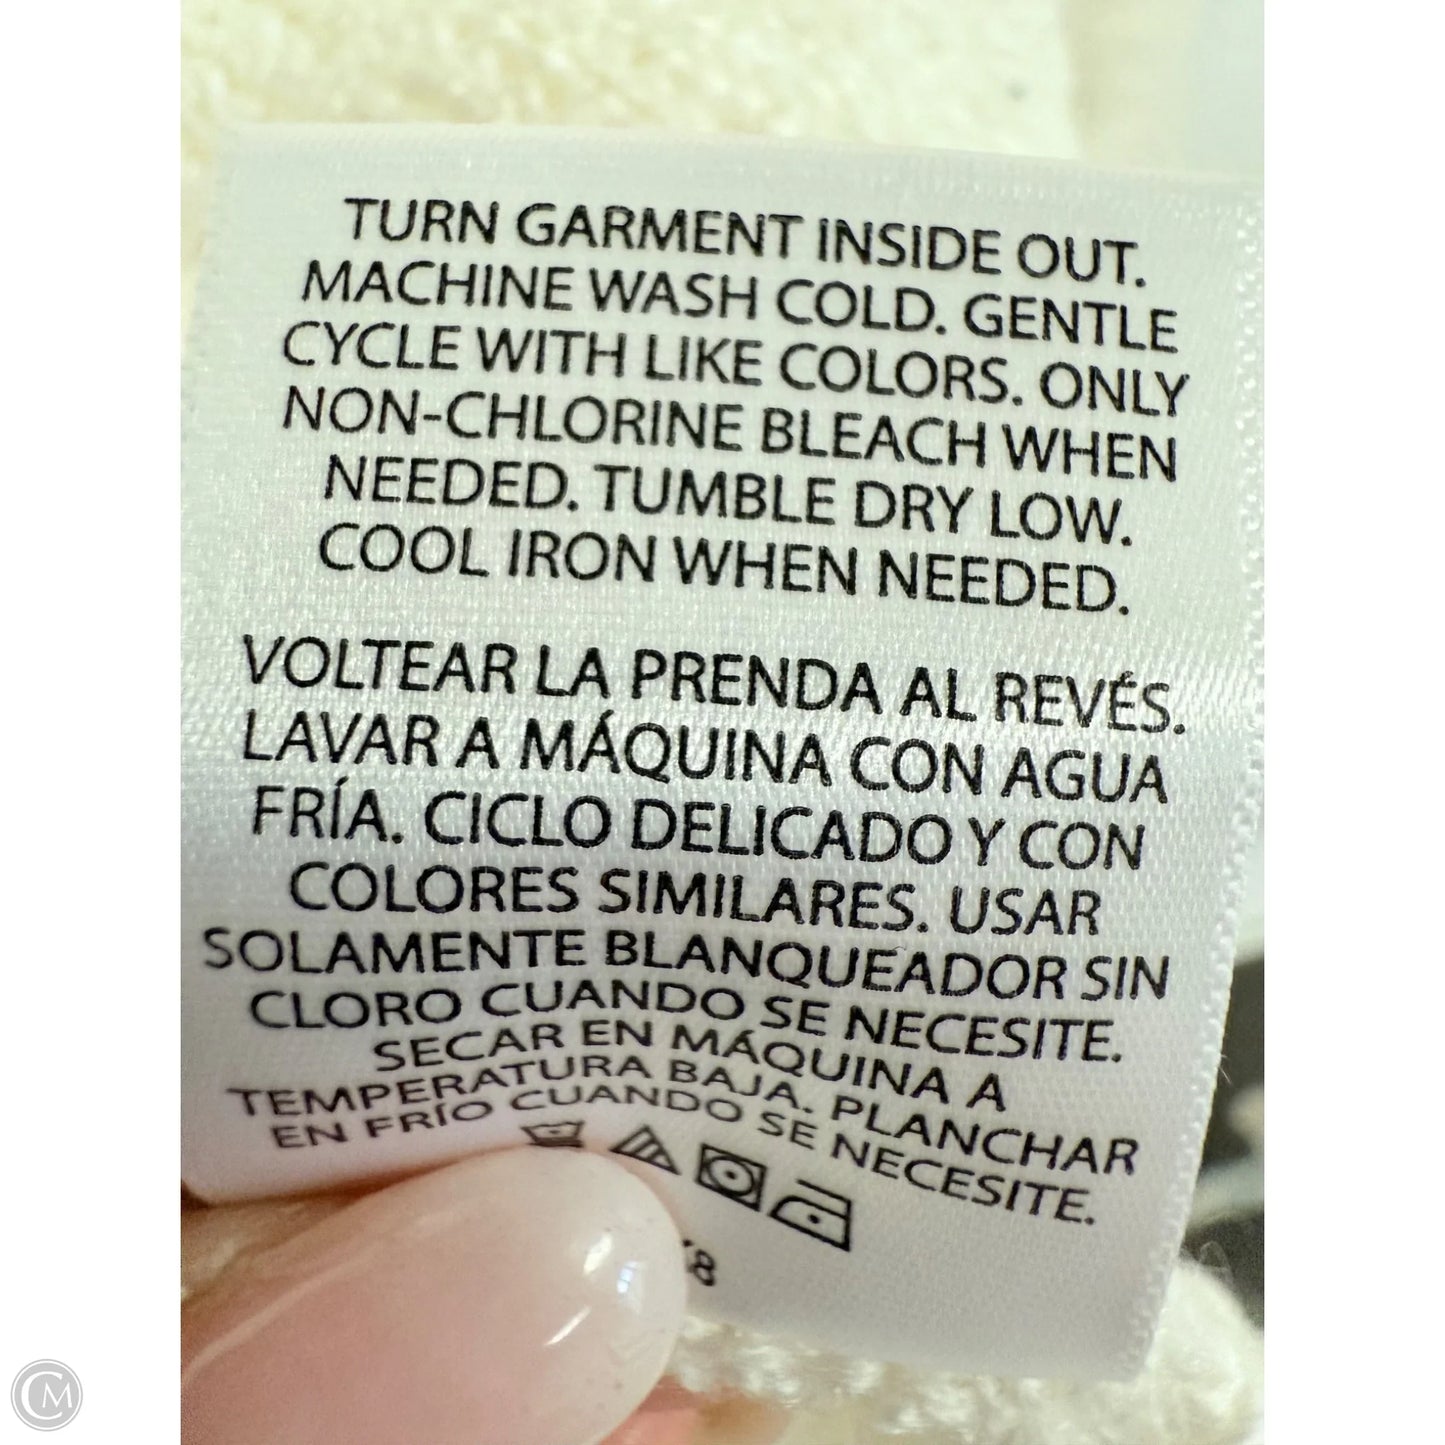 TURN GARMENT INSIDE OUT.
MACHINE WASH COLD. GENTLE
CYCLE WITH LIKE COLORS. ONLY
NON-CHLORINE BLEACH WHEN
NEEDED. TUMBLE DRY LOW.
COOL IRON WHEN NEEDED.
VOLTEAR LA PRENDA AL REVÉS.
LAVAR A MÁQUINA CON AGUA
FRÍA. CICLO DELICADO Y CON
COLORES SIMILARES. USAR
SOLAMENTE BLANQUEADOR SIN
CLORO CUANDO SE NECESITE.
SECAR EN MÁQUINA A
TEMPERATURA BAJA. PLANCHAR
EN FRÍO CUANDO SE NECESITE.
CM